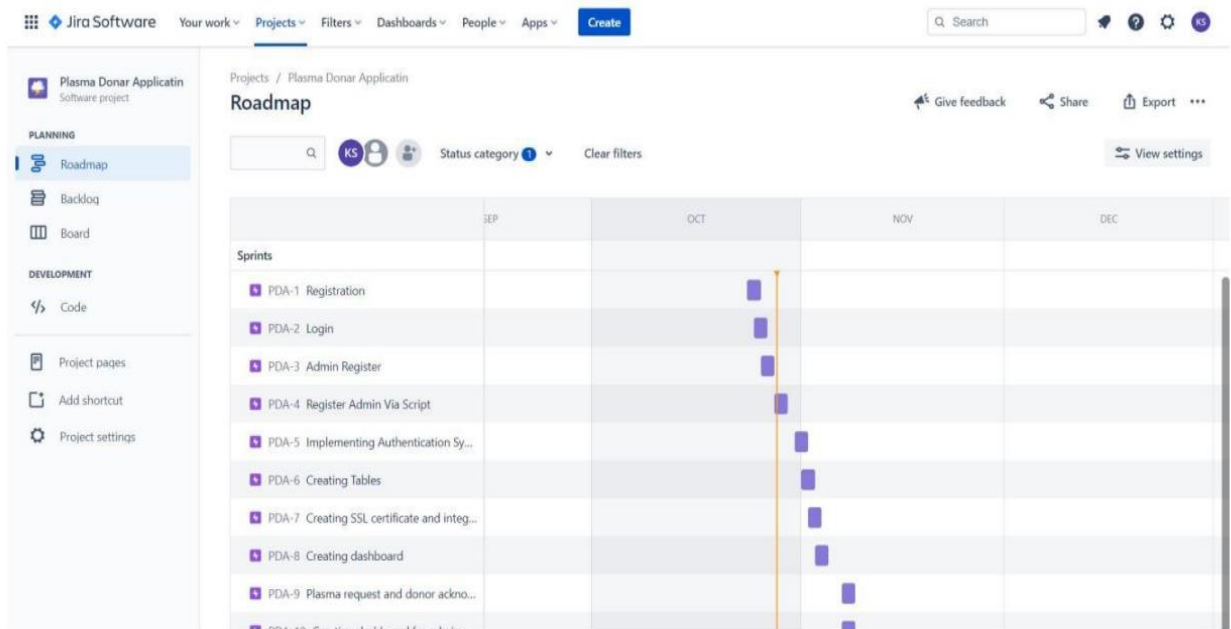 Jira Software Your work Projects Filters Dashboards People Apps Create Search KS
Plasma Donar Applicatin
Software project
PLANNING
Roadmap
Backlog
Board
DEVELOPMENT
Code
Project pages
Add shortcut
Project settings
Projects / Plasma Donar Applicatin
Roadmap
Give feedback Share Export
KS Status category 1 Clear filters View settings
SEP OCT NOV DEC
Sprints
PDA-1 Registration
PDA-2 Login
PDA-3 Admin Register
PDA-4 Register Admin Via Script
PDA-5 Implementing Authentication Sy...
PDA-6 Creating Tables
PDA-7 Creating SSL certificate and integ...
PDA-8 Creating dashboard
PDA-9 Plasma request and donor ackno...